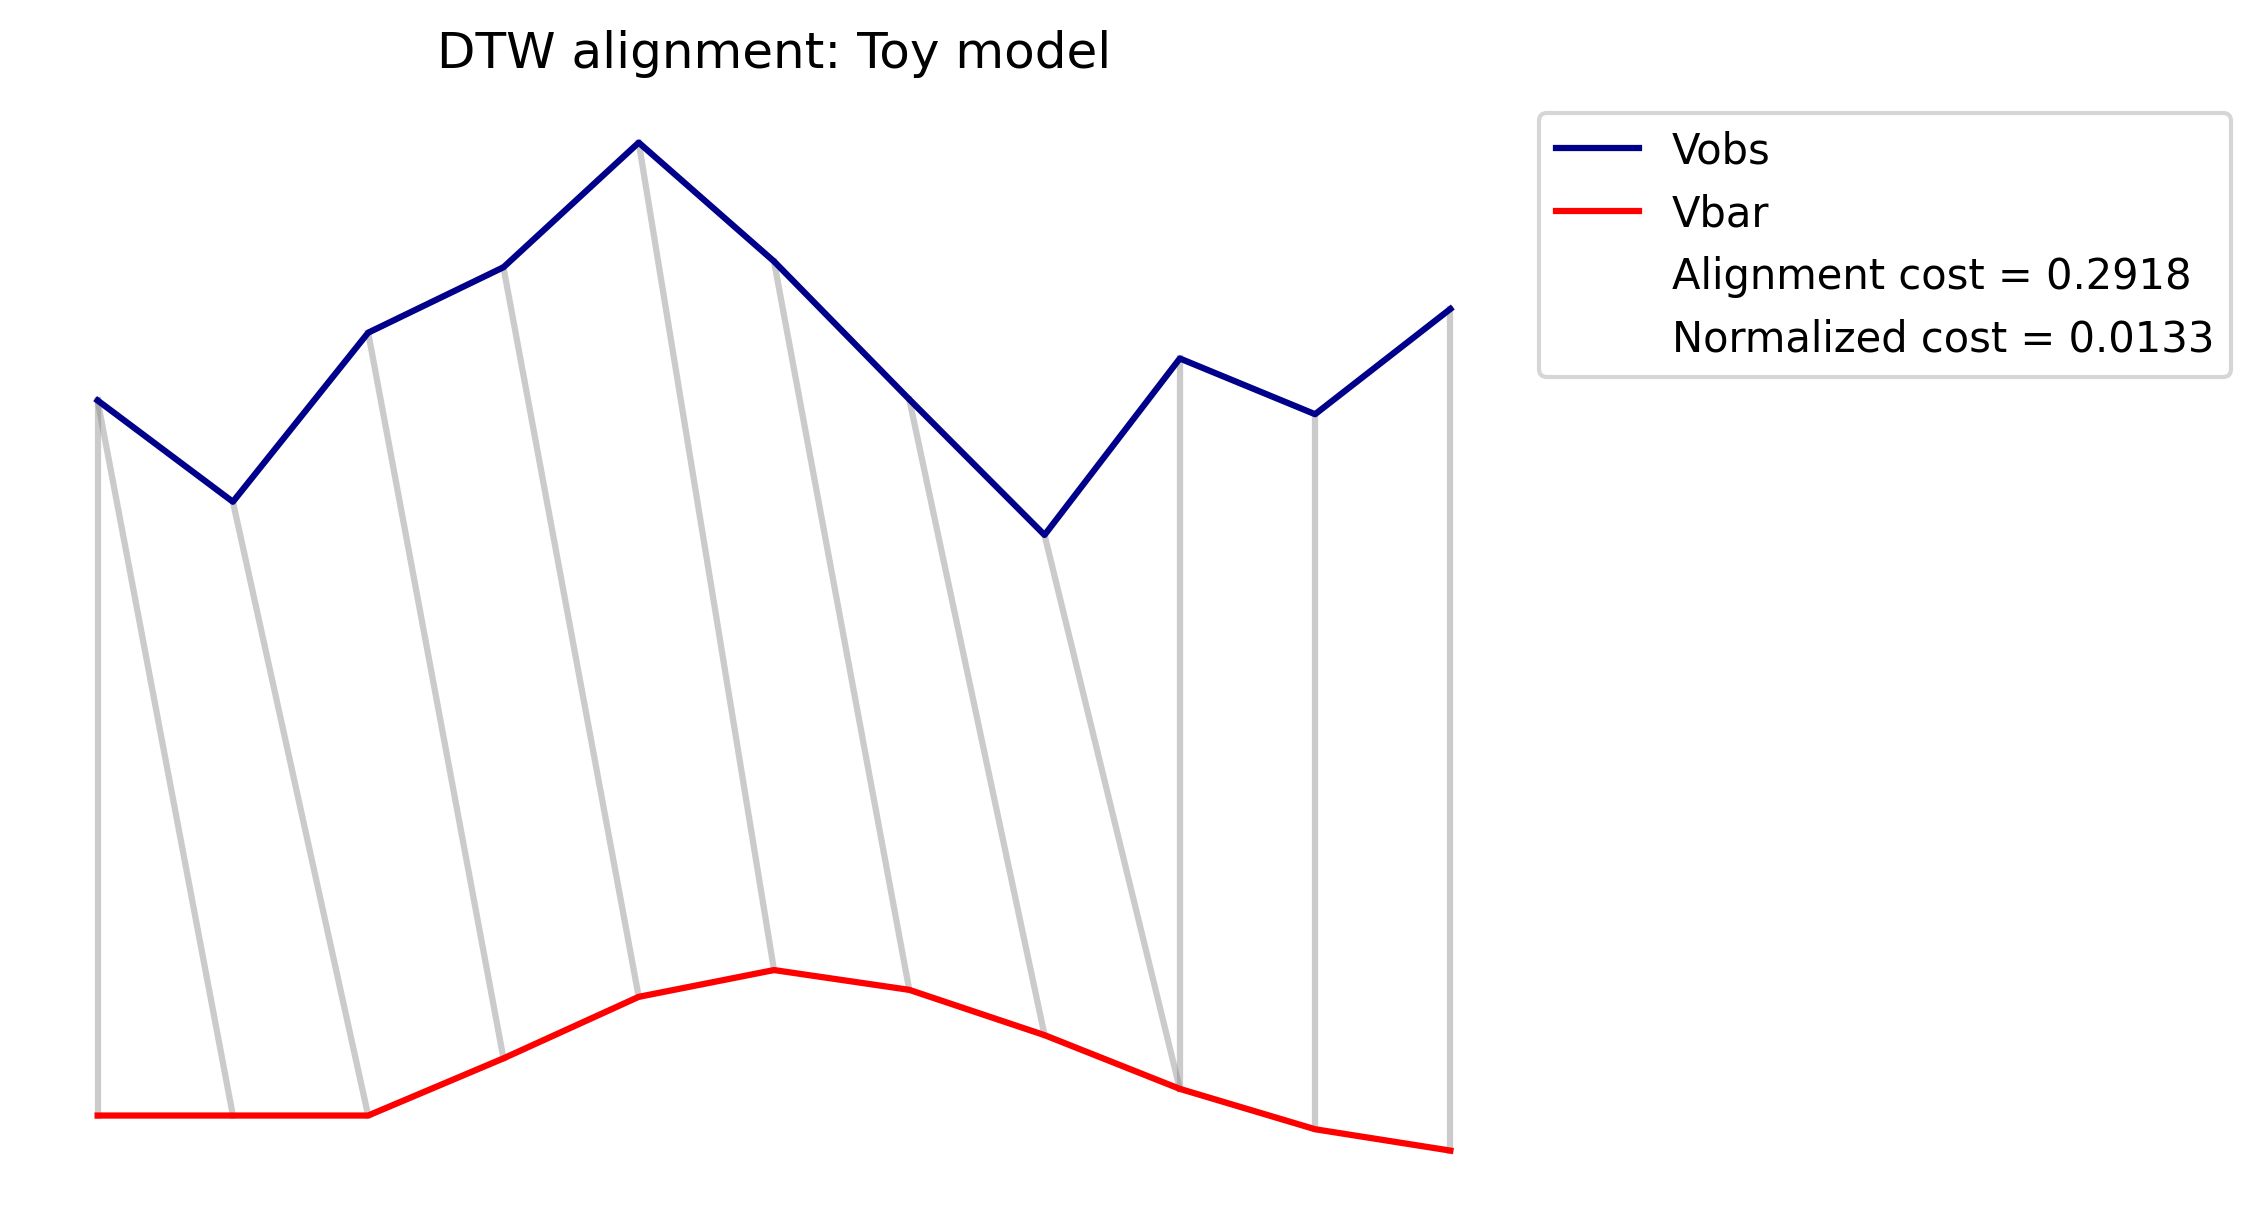 DTW alignment: Toy model
Vobs
Vbar
Alignment cost = 0.2918
Normalized cost = 0.0133